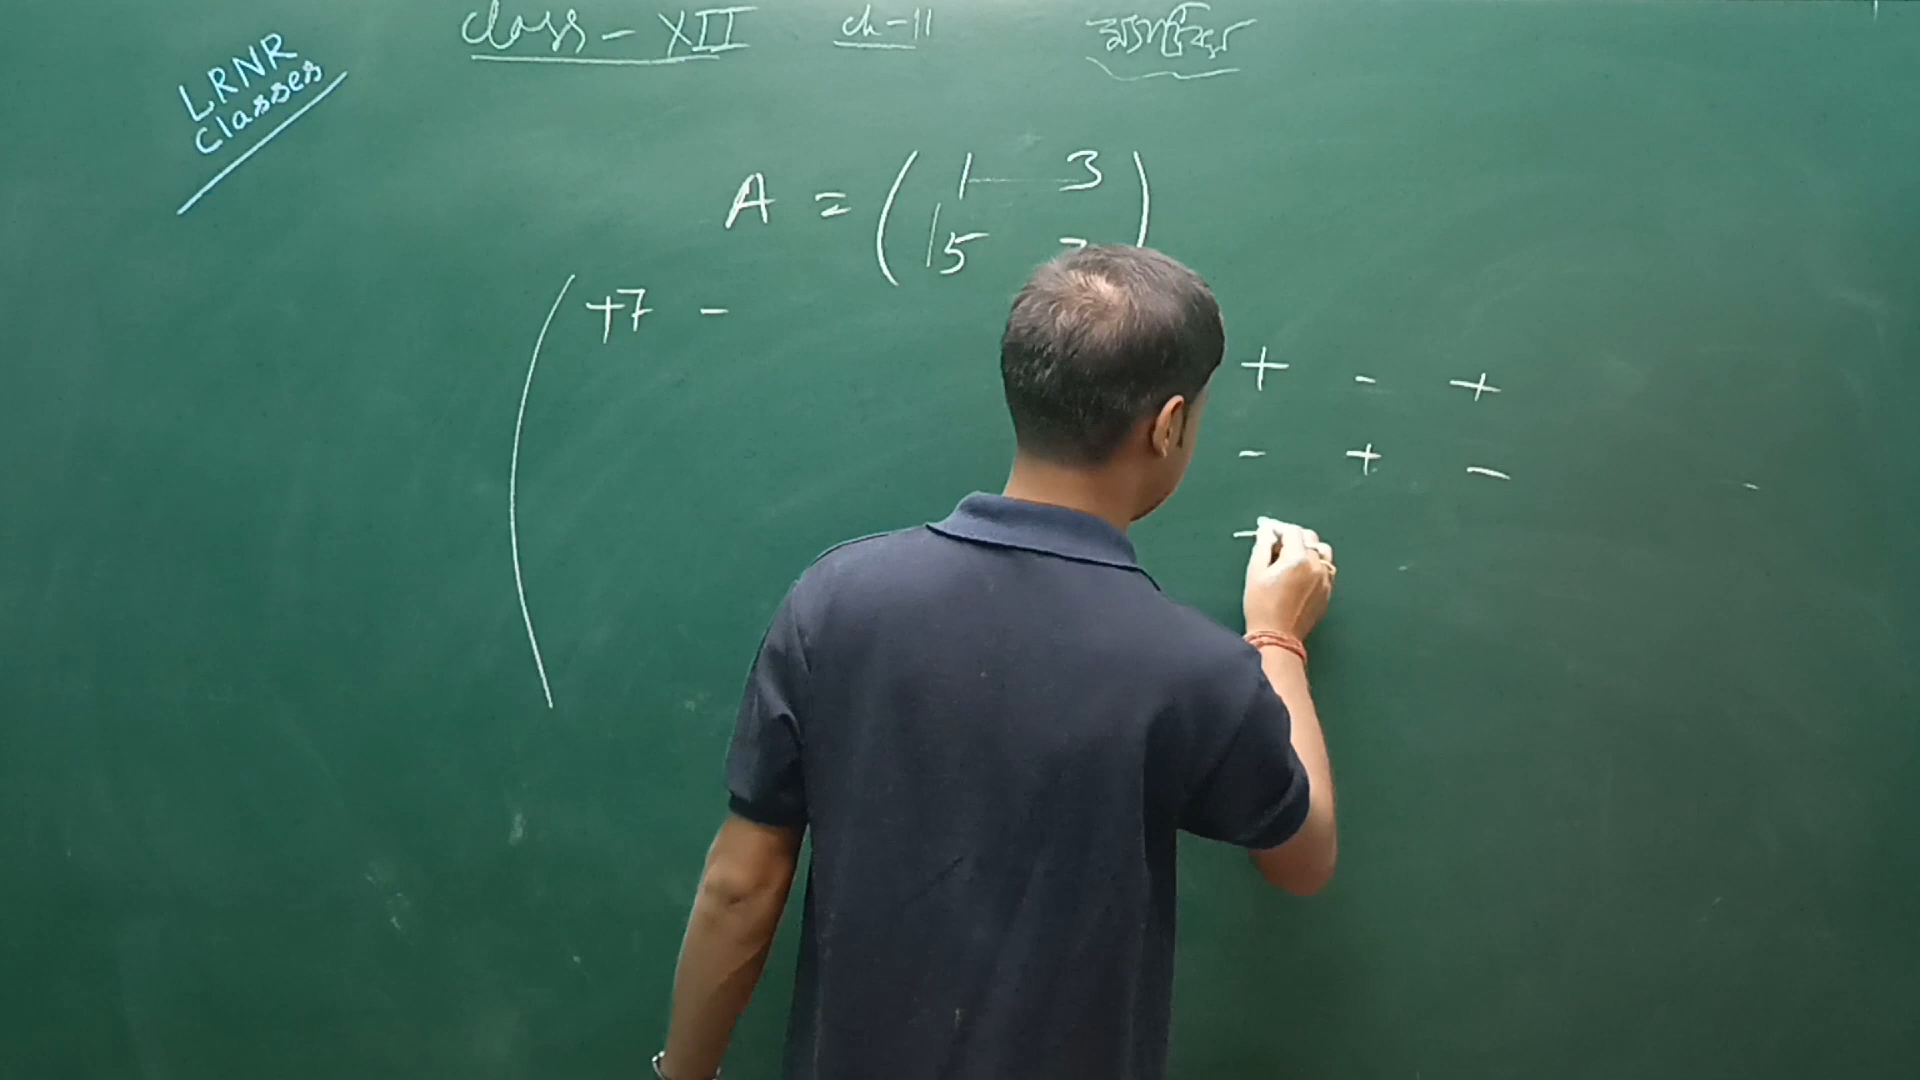 Class - XII ch-11 ম্যাট্রিক্স
LRNR
Classes
A = ( 1 3 )
( 5
( +7 -
+ - +
- + -